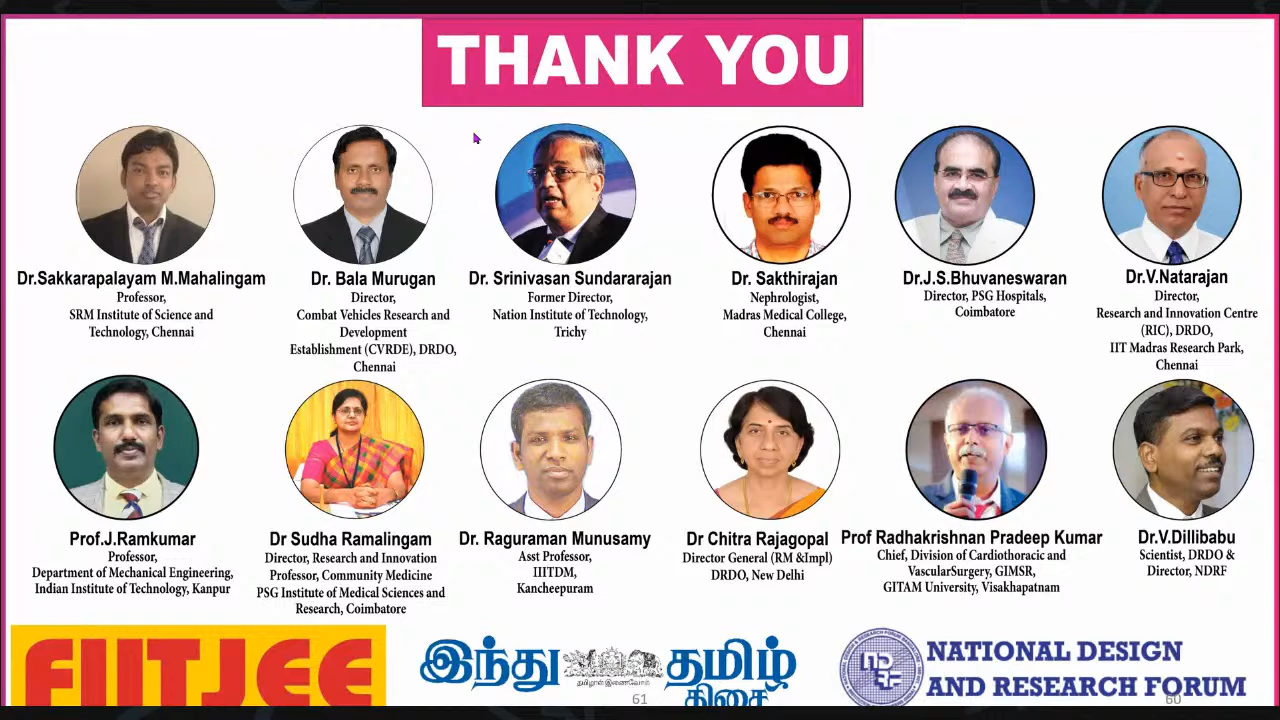 THANK YOU
Dr.Sakkarapalayam M.Mahalingam
Professor,
SRM Institute of Science and
Technology, Chennai
Dr. Bala Murugan
Director,
Combat Vehicles Research and
Development
Establishment (CVRDE), DRDO,
Chennai
Dr. Srinivasan Sundararajan
Former Director,
Nation Institute of Technology,
Trichy
Dr. Sakthirajan
Nephrologist,
Madras Medical College,
Chennai
Dr.J.S.Bhuvaneswaran
Director, PSG Hospitals,
Coimbatore
Dr.V.Natarajan
Director,
Research and Innovation Centre
(RIC), DRDO,
IIT Madras Research Park,
Chennai
Prof.J.Ramkumar
Professor,
Department of Mechanical Engineering,
Indian Institute of Technology, Kanpur
Dr Sudha Ramalingam
Director, Research and Innovation
Professor, Community Medicine
PSG Institute of Medical Sciences and
Research, Coimbatore
Dr. Raguraman Munusamy
Asst Professor,
IIITDM,
Kancheepuram
Dr Chitra Rajagopal
Director General (RM &Impl)
DRDO, New Delhi
Prof Radhakrishnan Pradeep Kumar
Chief, Division of Cardiothoracic and
VascularSurgery, GIMSR,
GITAM University, Visakhapatnam
Dr.V.Dillibabu
Scientist, DRDO &
Director, NDRF
FIITJEE
இந்து தமிழ்
தமிழால் இணைவோம்
திசை
61
NATIONAL DESIGN
AND RESEARCH FORUM
60